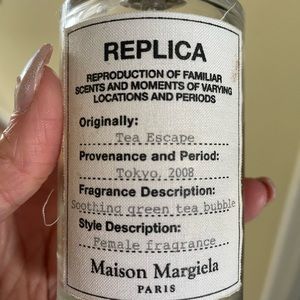 REPLICA
REPRODUCTION OF FAMILIAR
SCENTS AND MOMENTS OF VARYING
LOCATIONS AND PERIODS
Originally:
Tea Escape
Provenance and Period:
Tokyo, 2008
Fragrance Description:
Soothing green tea bubble
Style Description:
Female fragrance
Maison Margiela
PARIS